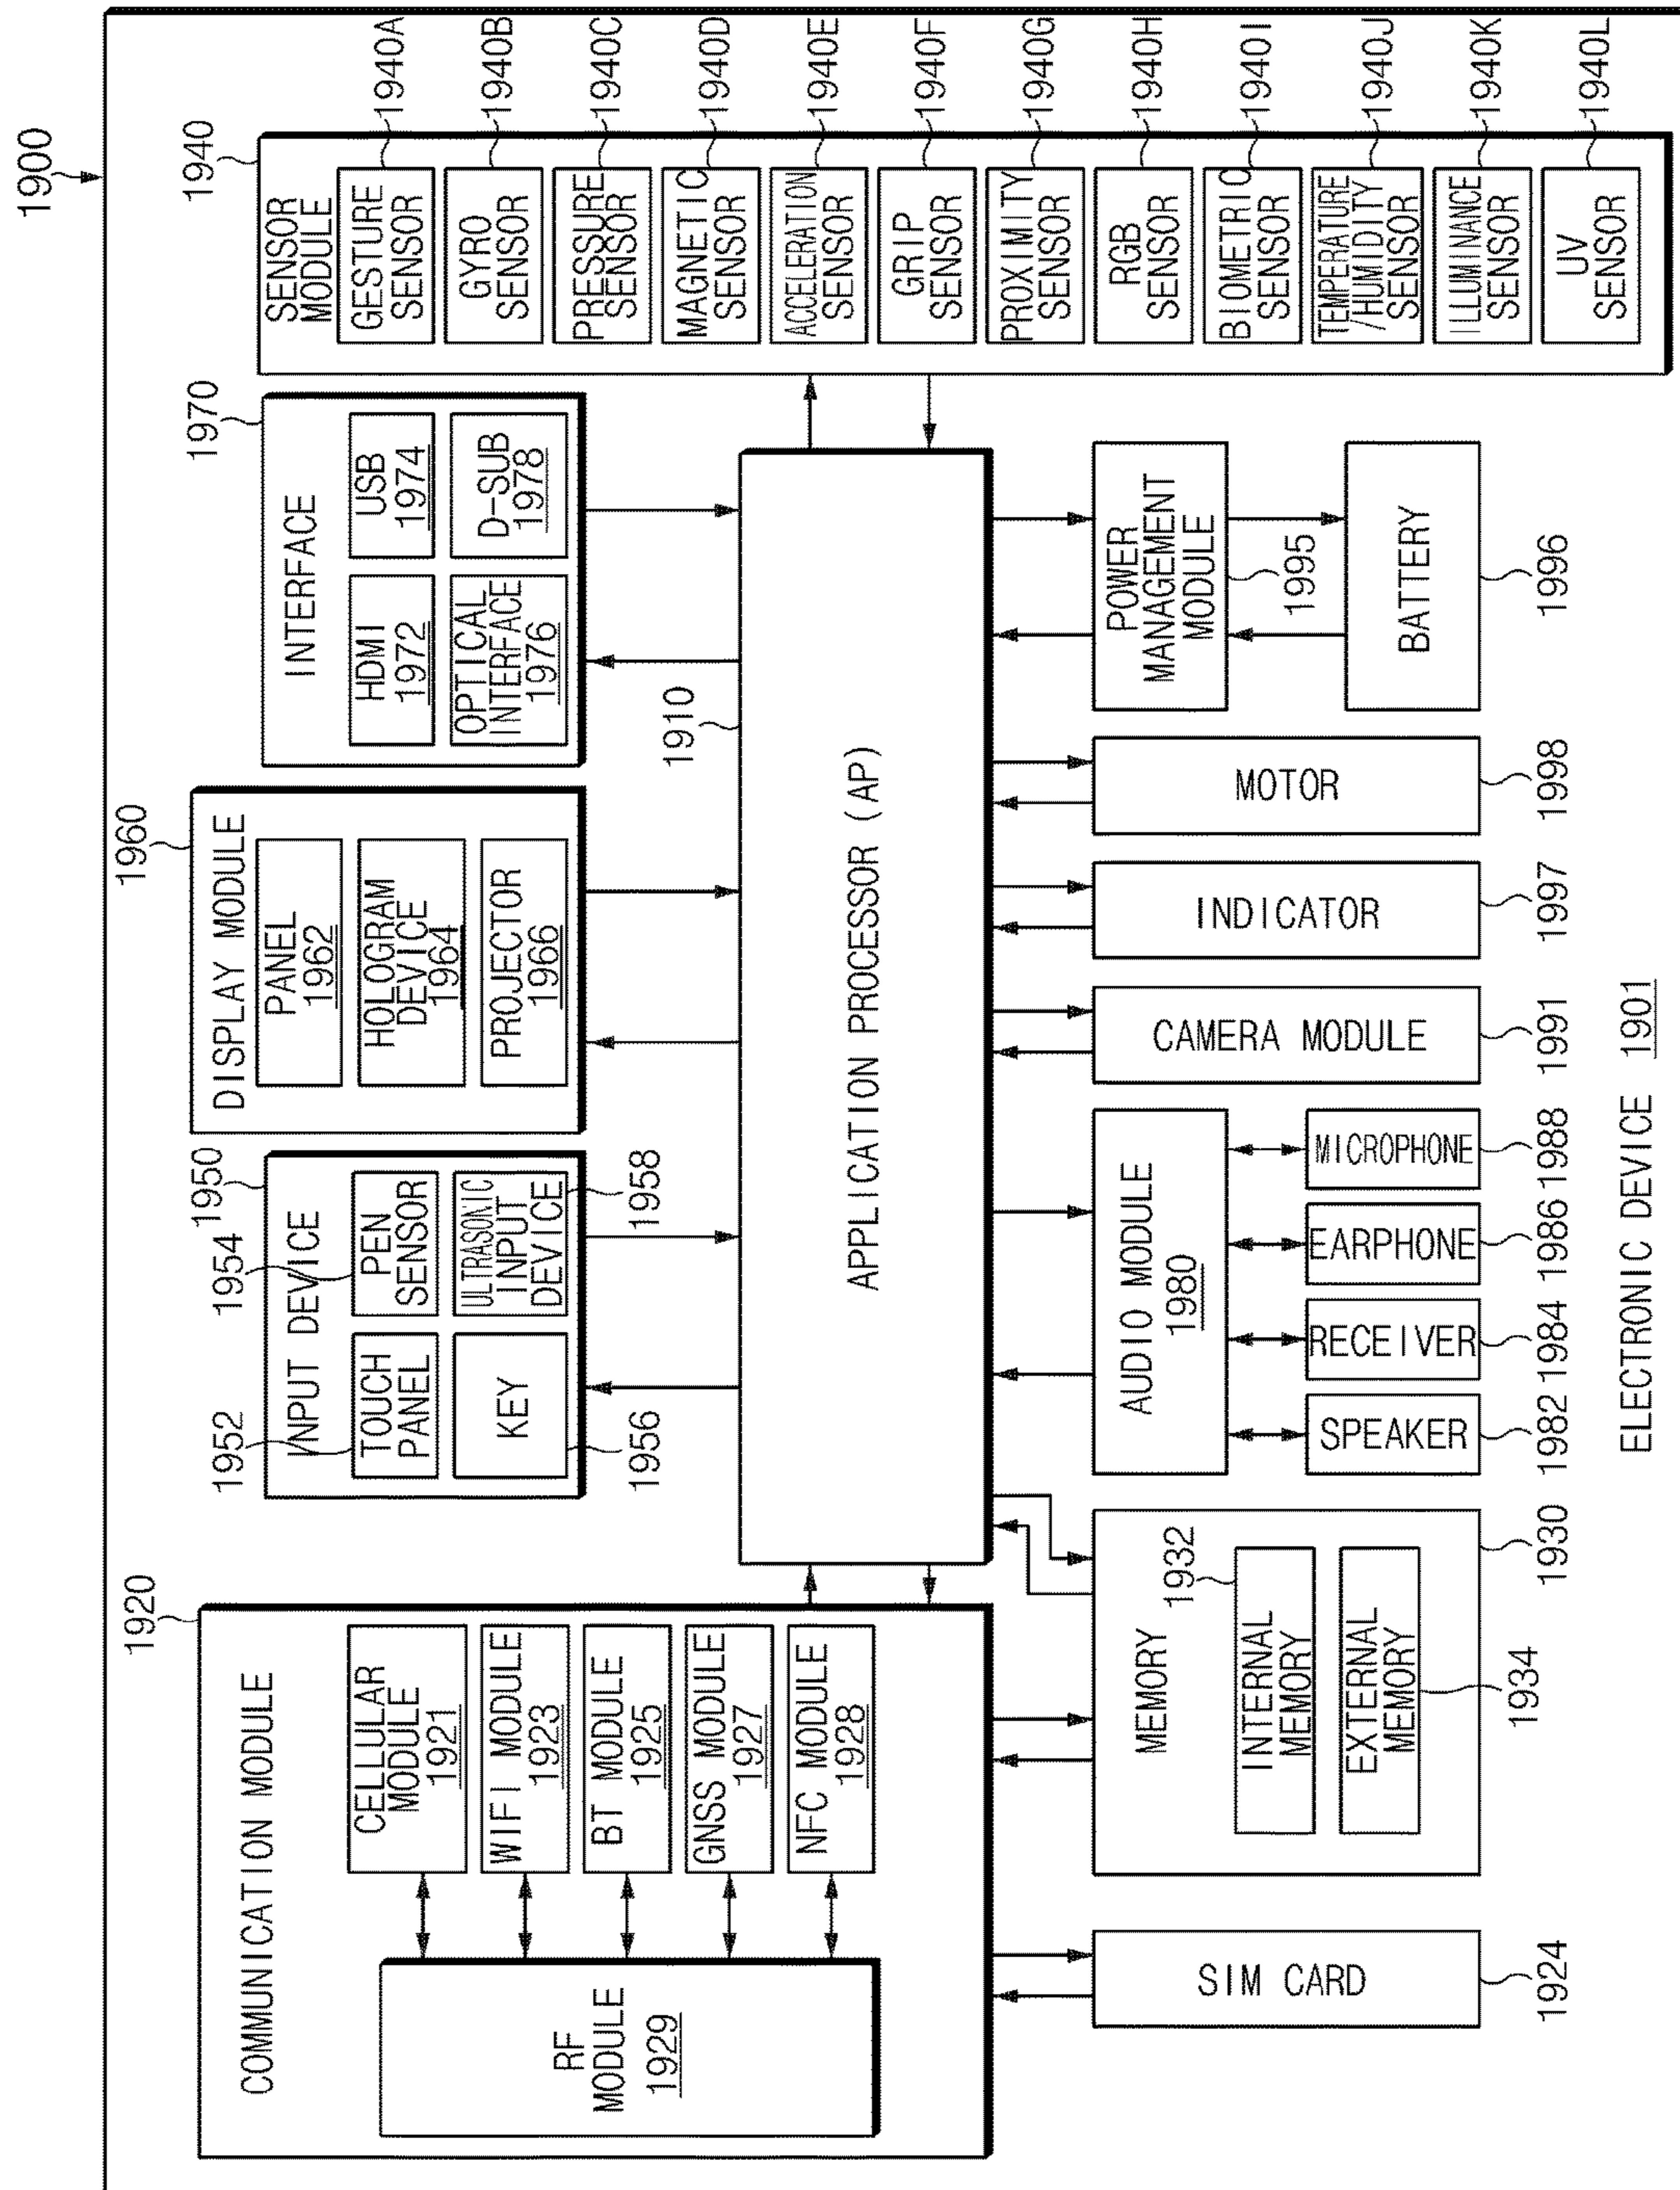 1900
COMMUNICATION MODULE
1920
RF
MODULE
1929
CELLULAR
MODULE
1921
WIFI MODULE
1923
BT MODULE
1925
GNSS MODULE
1927
NFC MODULE
1928
INPUT DEVICE
1950
1952
TOUCH
PANEL
1954
PEN
SENSOR
KEY
1956
ULTRASONIC
INPUT
DEVICE
1958
DISPLAY MODULE
1960
PANEL
1962
HOLOGRAM
DEVICE
1964
PROJECTOR
1966
INTERFACE
1970
HDMI
1972
USB
1974
OPTICAL
INTERFACE
1976
D-SUB
1978
SENSOR
MODULE
1940
GESTURE
SENSOR
1940A
GYRO
SENSOR
1940B
PRESSURE
SENSOR
1940C
MAGNETIC
SENSOR
1940D
ACCELERATION
SENSOR
1940E
GRIP
SENSOR
1940F
PROXIMITY
SENSOR
1940G
RGB
SENSOR
1940H
BIOMETRIC
SENSOR
1940I
TEMPERATURE
/HUMIDITY
SENSOR
1940J
ILLUMINANCE
SENSOR
1940K
UV
SENSOR
1940L
1910
APPLICATION PROCESSOR (AP)
SIM CARD
1924
MEMORY
1930
1932
INTERNAL
MEMORY
EXTERNAL
MEMORY
1934
AUDIO MODULE
1980
SPEAKER
1982
RECEIVER
1984
EARPHONE
1986
MICROPHONE
1988
CAMERA MODULE
1991
INDICATOR
1997
MOTOR
1998
POWER
MANAGEMENT
MODULE
1995
BATTERY
1996
ELECTRONIC DEVICE 1901